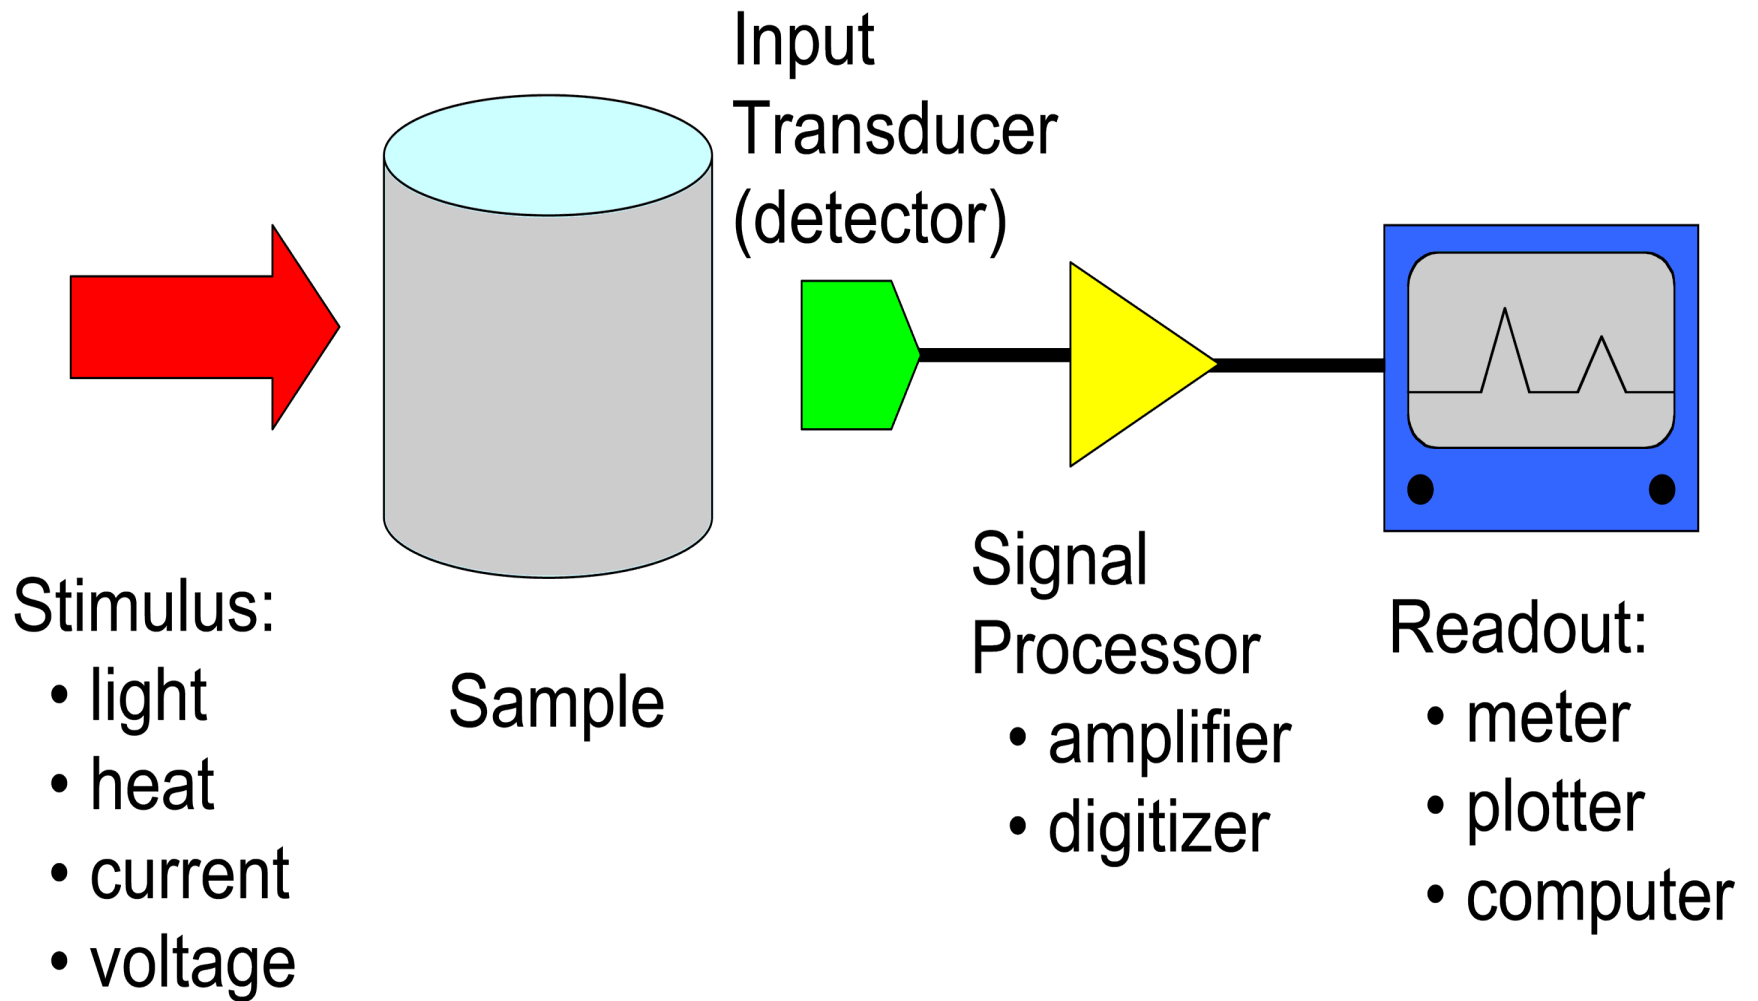 Input
Transducer
(detector)
Stimulus:
• light
• heat
• current
• voltage
Sample
Signal
Processor
• amplifier
• digitizer
Readout:
• meter
• plotter
• computer